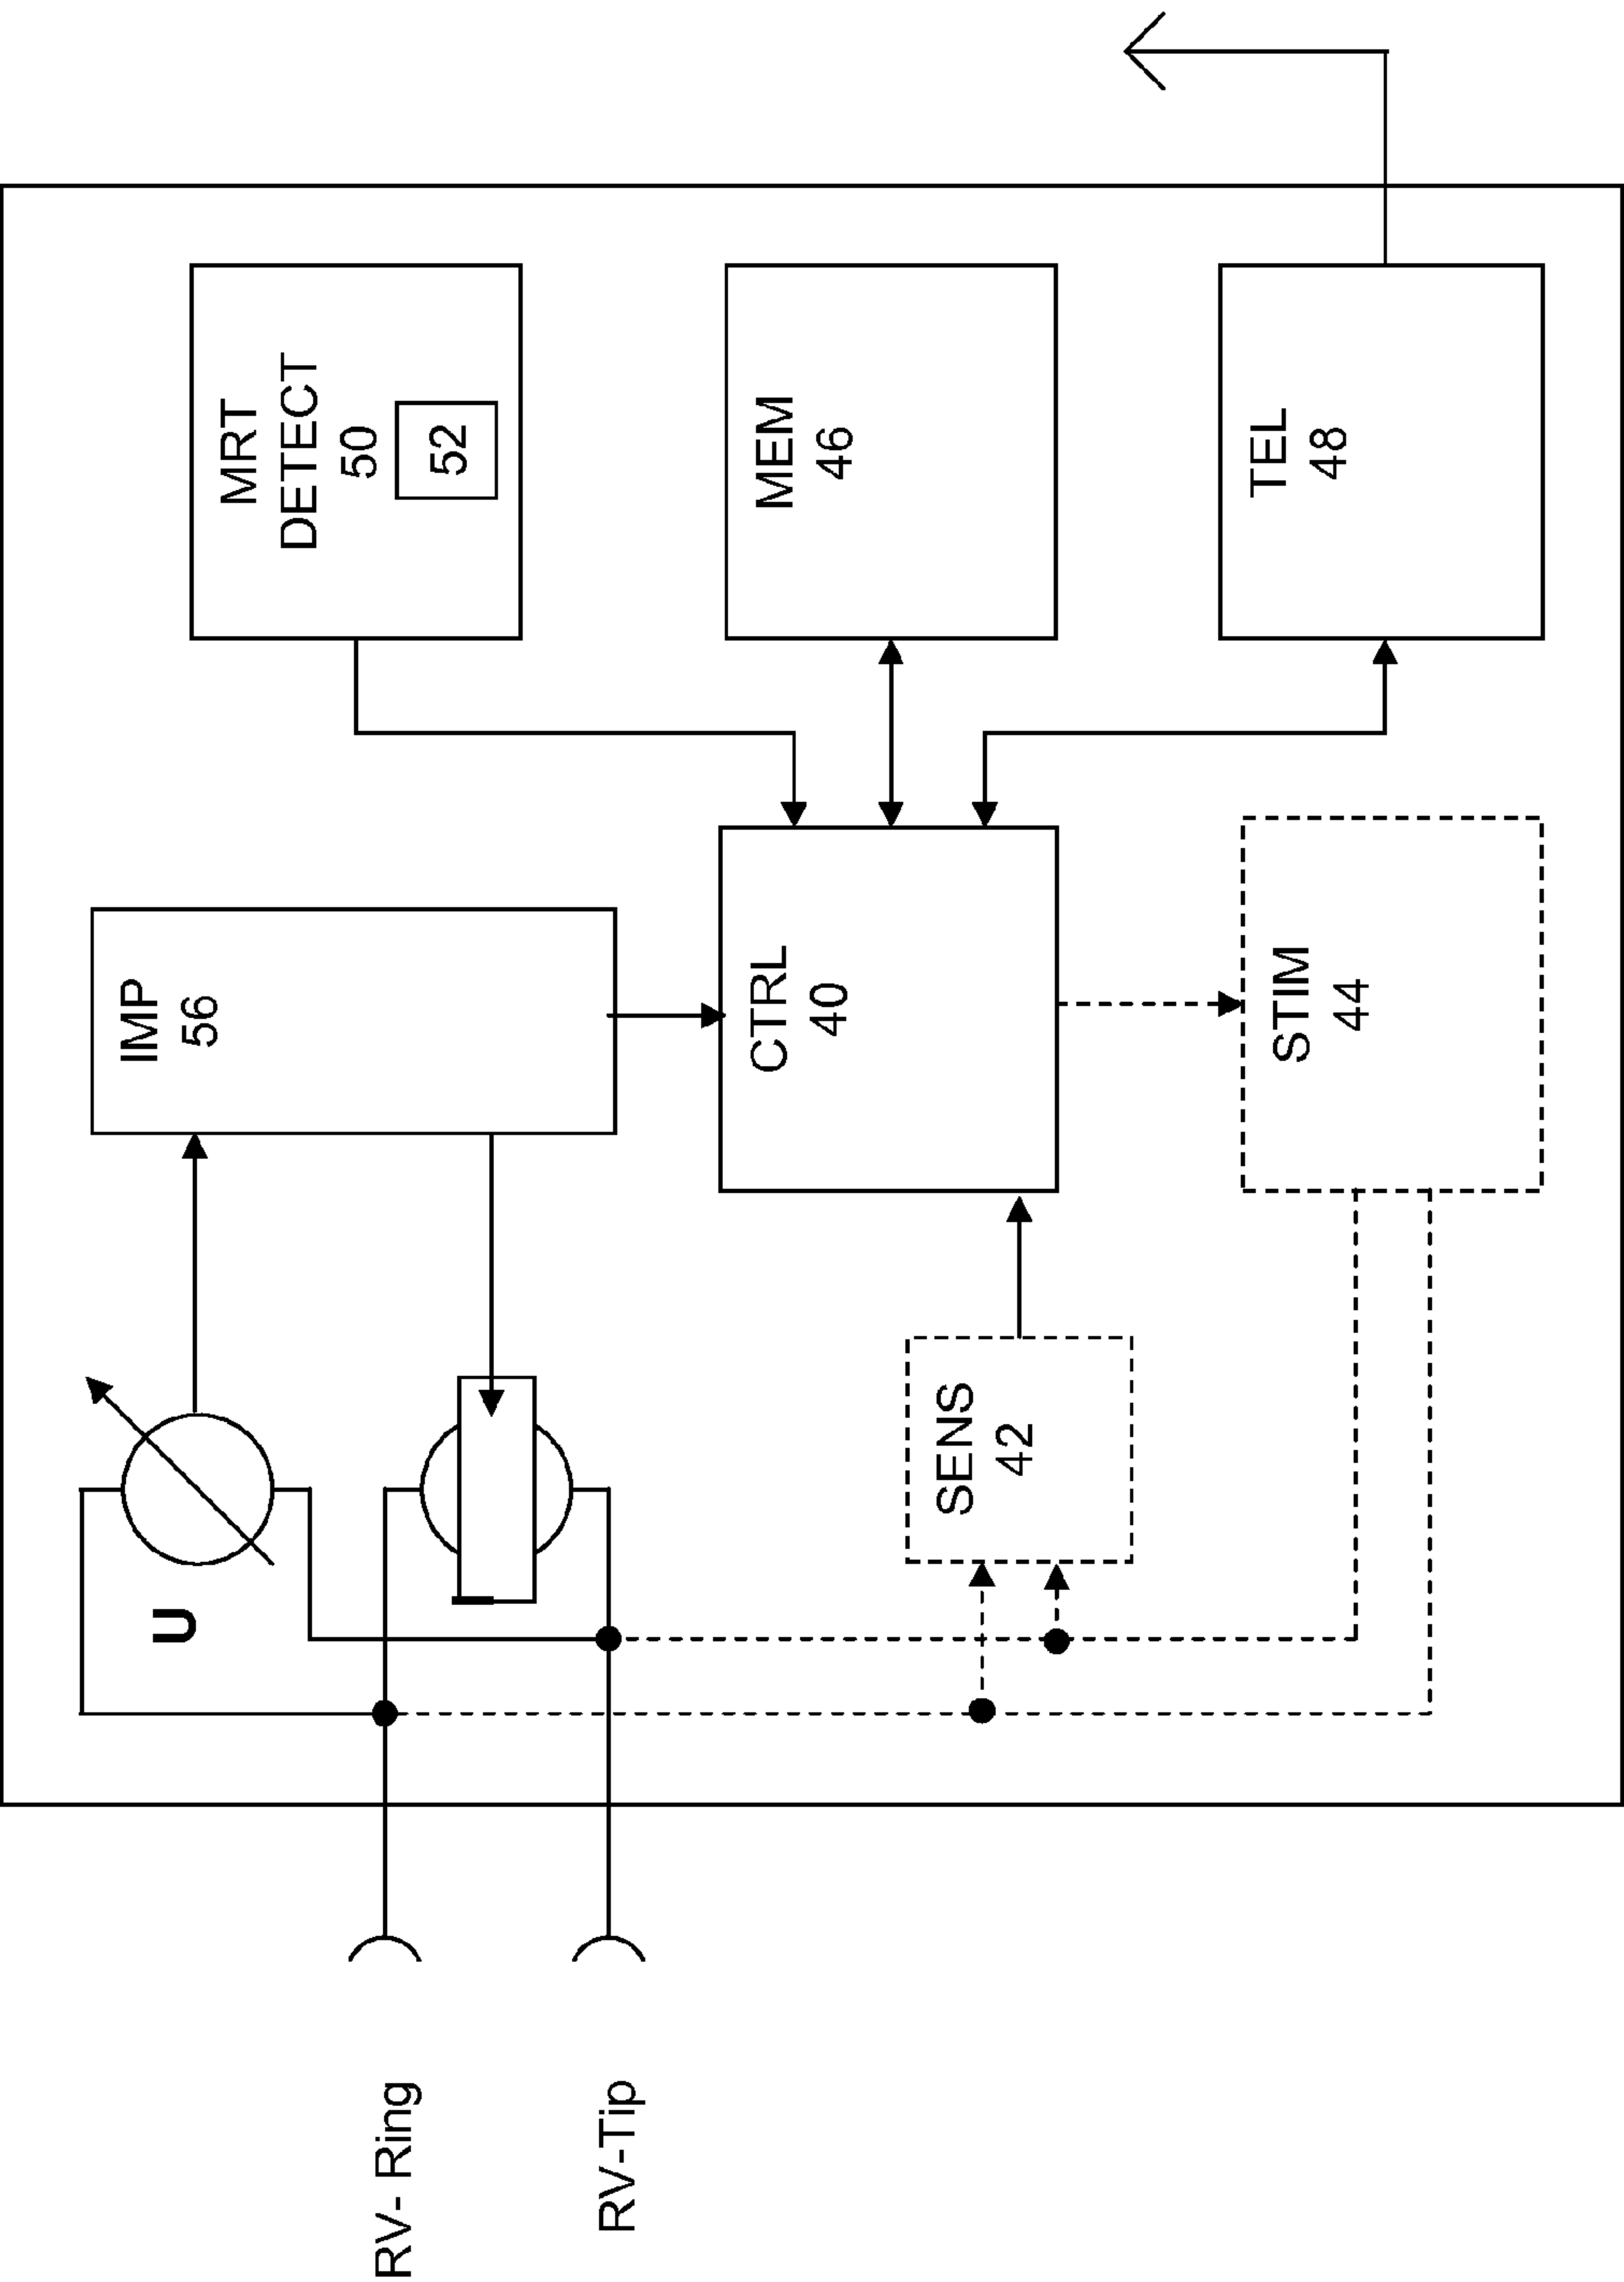 IMP
56
MRT
DETECT
50
52
U
RV- Ring
RV-Tip
CTRL
40
MEM
46
SENS
42
STIM
44
TEL
48